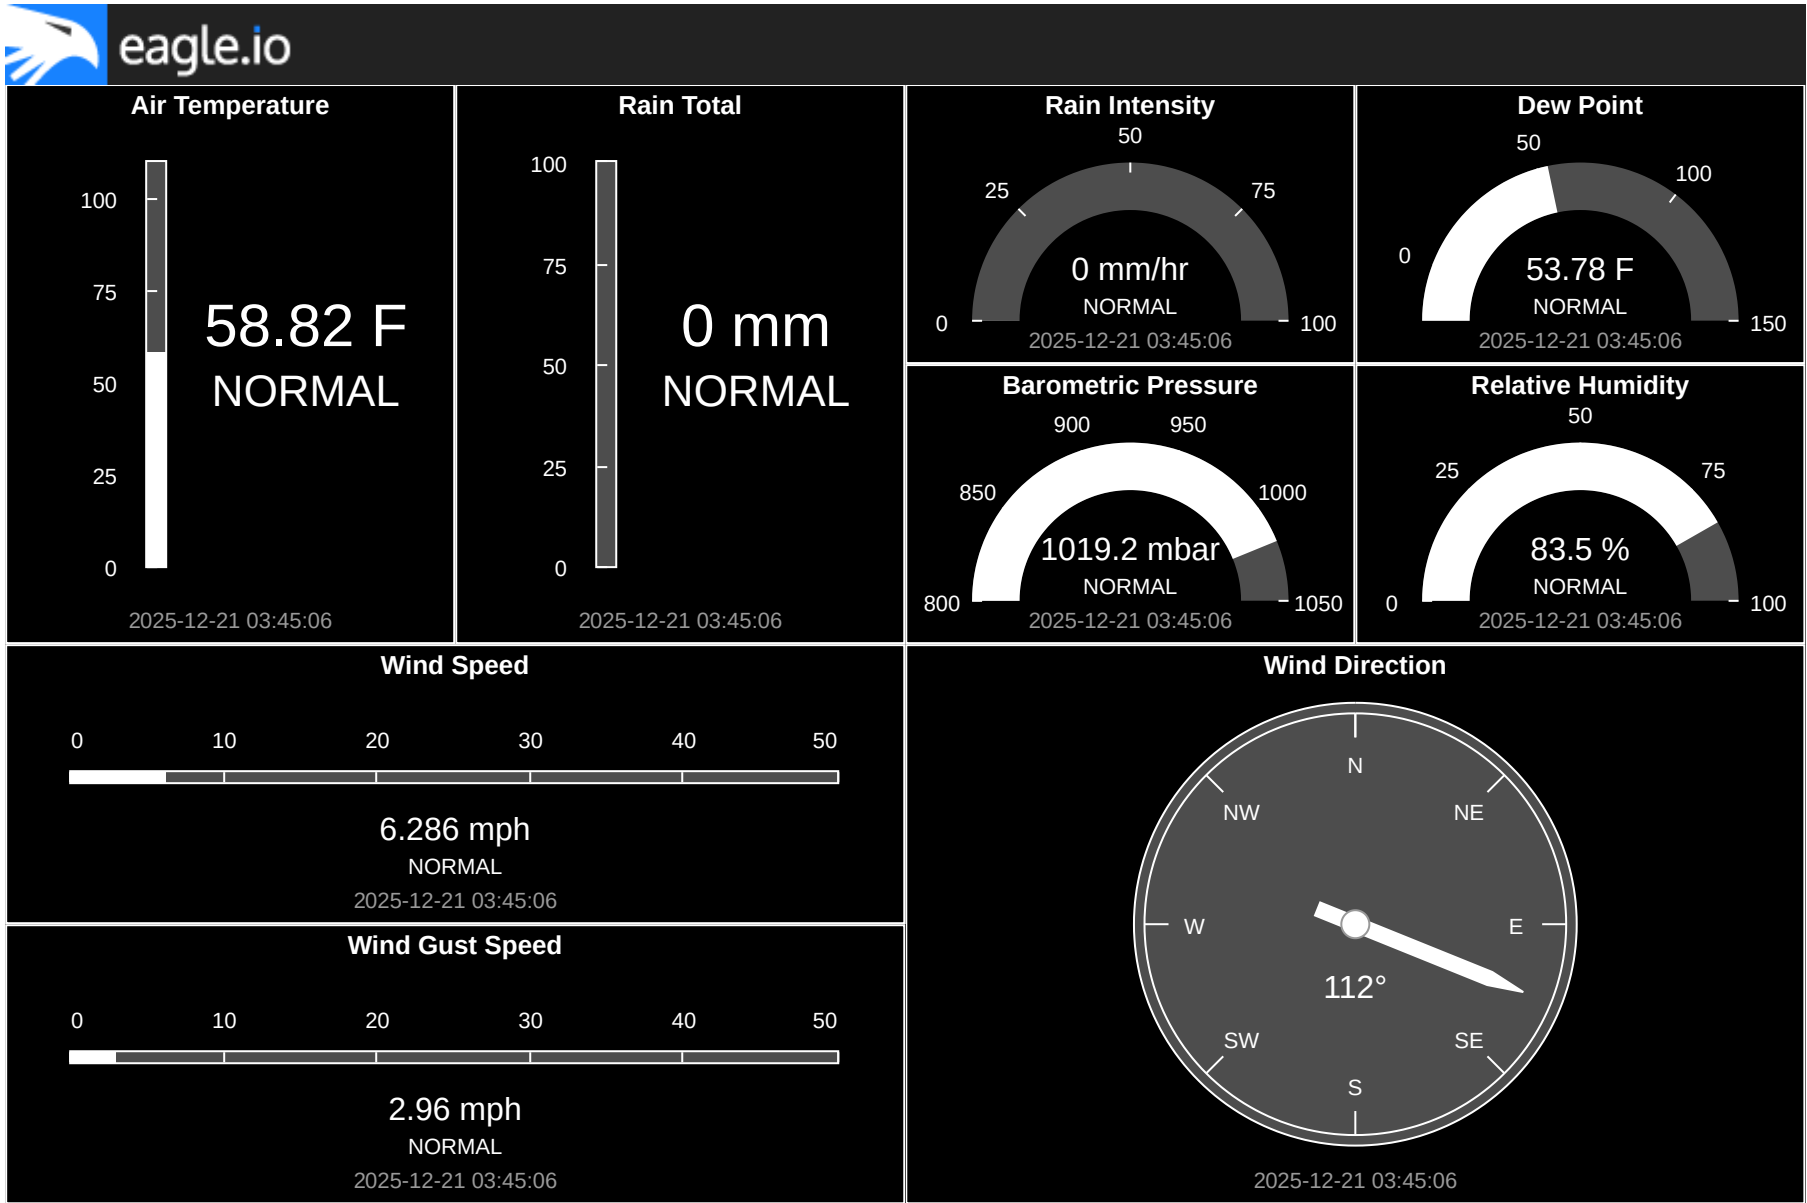 eagle.io
Air Temperature
100
75
50
25
0
58.82 F
NORMAL
2025-12-21 03:45:06
Rain Total
100
75
50
25
0
0 mm
NORMAL
2025-12-21 03:45:06
Rain Intensity
0
25
50
75
100
0 mm/hr
NORMAL
2025-12-21 03:45:06
Dew Point
0
50
100
150
53.78 F
NORMAL
2025-12-21 03:45:06
Barometric Pressure
800
850
900
950
1000
1050
1019.2 mbar
NORMAL
2025-12-21 03:45:06
Relative Humidity
0
25
50
75
100
83.5 %
NORMAL
2025-12-21 03:45:06
Wind Speed
0 10 20 30 40 50
6.286 mph
NORMAL
2025-12-21 03:45:06
Wind Gust Speed
0 10 20 30 40 50
2.96 mph
NORMAL
2025-12-21 03:45:06
Wind Direction
N
NW NE
W E
112°
SW SE
S
2025-12-21 03:45:06